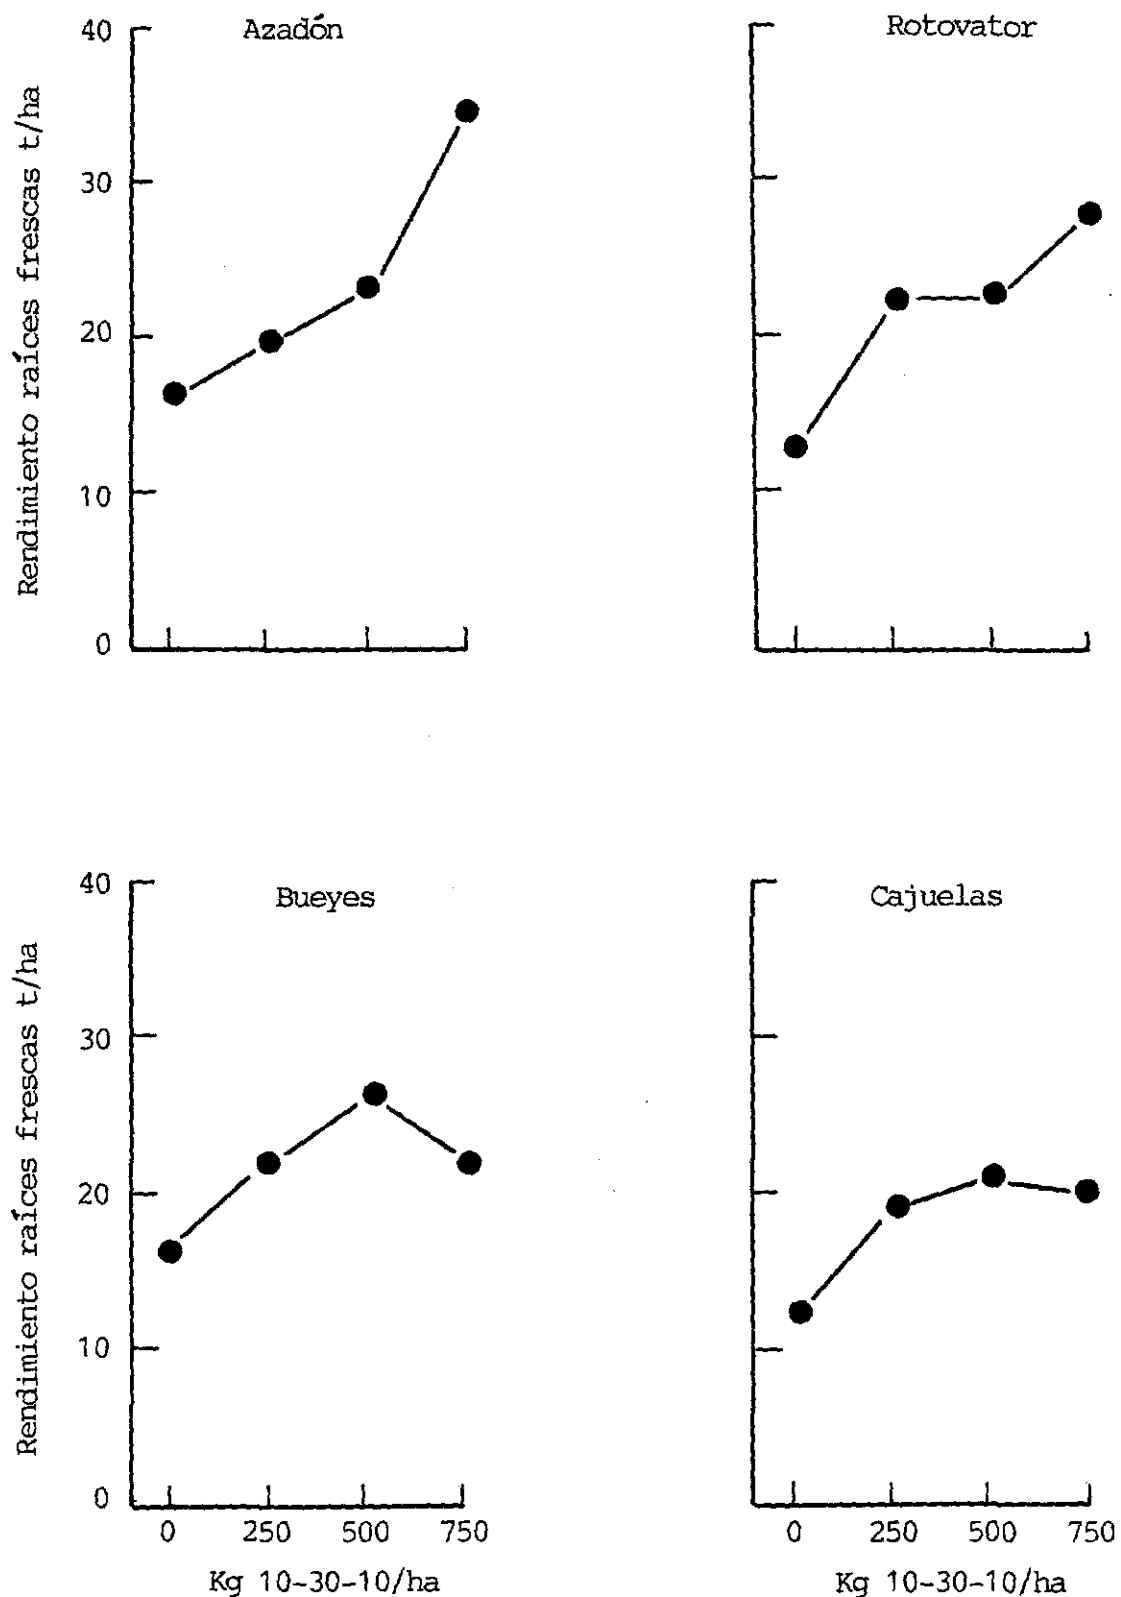 Azadón
40
30
20
10
0
Rendimiento raíces frescas t/ha
Rotovator
Bueyes
40
30
20
10
0
Rendimiento raíces frescas t/ha
0 250 500 750
Kg 10-30-10/ha
Cajuelas
0 250 500 750
Kg 10-30-10/ha